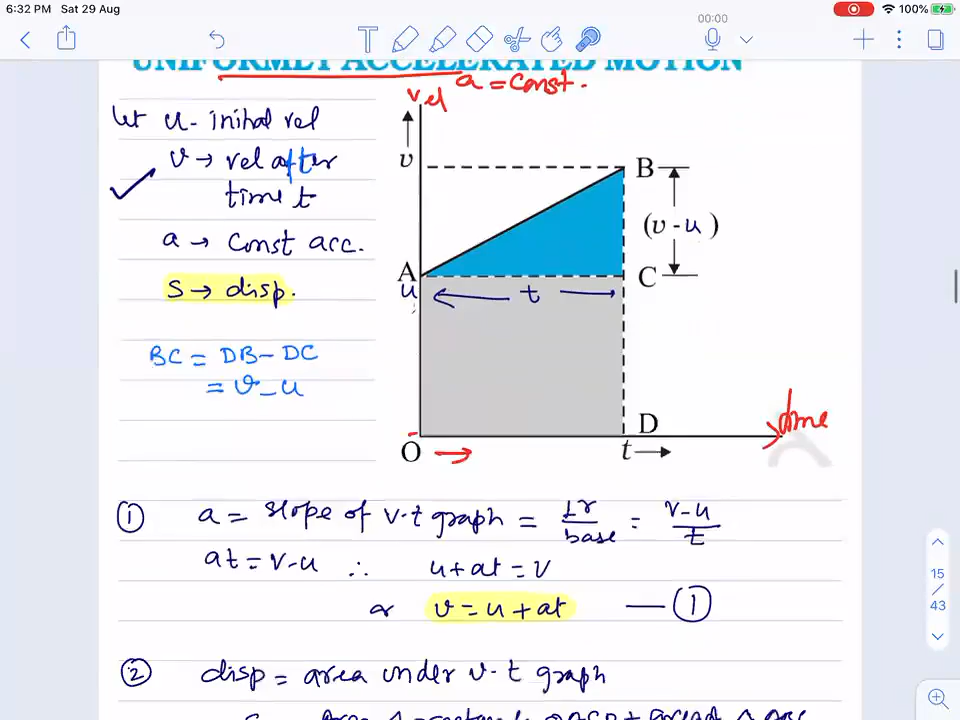 6:32 PM Sat 29 Aug
100%
00:00
UNIFORMLY ACCELERATED MOTION
a = const.
vel
let u - initial vel
v → vel after
time t
a → const acc.
S → disp.
BC = DB - DC
= v - u
v
B
(v - u)
A
C
u
t
D
time
O →
t →
① a = slope of v-t graph = ⊥r/base = v-u/t
at = v-u ∴ u+at = v
or v = u + at — ①
② disp = area under v-t graph
15
/
43